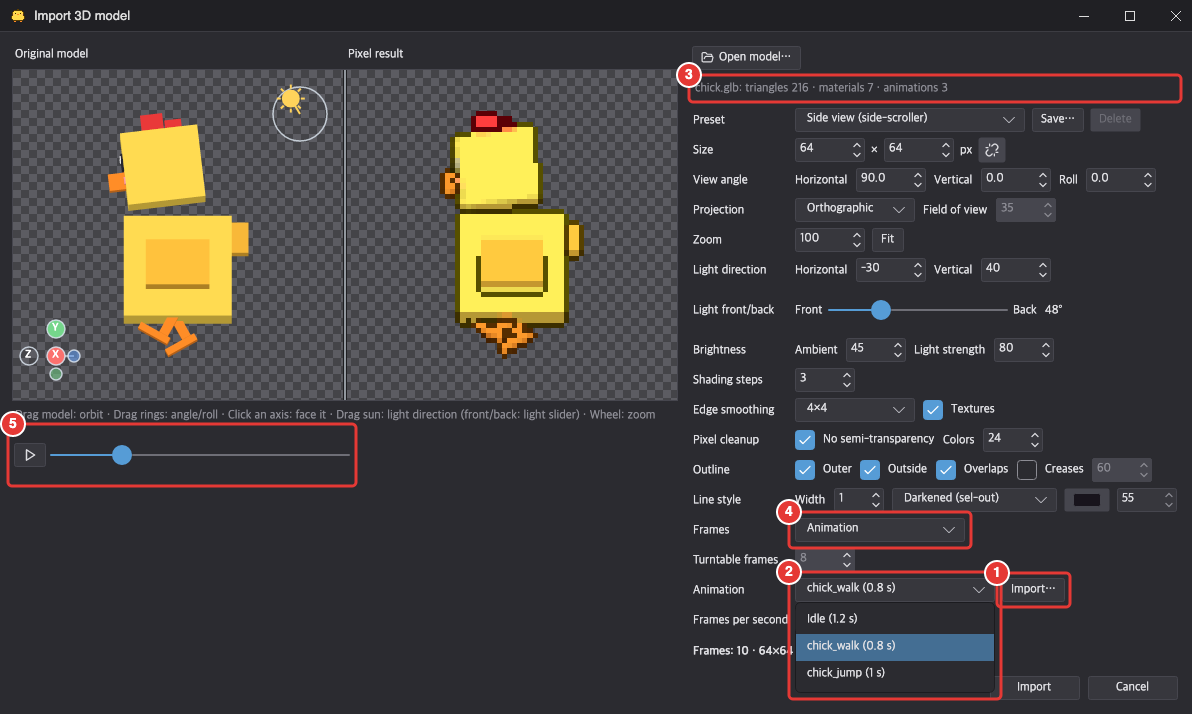 Import 3D model
Original model
Pixel result
Open model···
3
chick.glb: triangles 216 · materials 7 · animations 3
Preset Side view (side-scroller) Save··· Delete
Size 64 × 64 px
View angle Horizontal 90.0 Vertical 0.0 Roll 0.0
Projection Orthographic Field of view 35
Zoom 100 Fit
Light direction Horizontal -30 Vertical 40
Light front/back Front Back 48°
Brightness Ambient 45 Light strength 80
Shading steps 3
Edge smoothing 4×4 Textures
Pixel cleanup No semi-transparency Colors 24
Outline Outer Outside Overlaps Creases 60
Line style Width 1 Darkened (sel-out) 55
4
Frames Animation
Turntable frames 8
2
1
Animation chick_walk (0.8 s) Import···
Idle (1.2 s)
Frames per second
chick_walk (0.8 s)
Frames: 10 · 64×64
chick_jump (1 s)
Import Cancel
Y
Z
X
Drag model: orbit · Drag rings: angle/roll · Click an axis: face it · Drag sun: light direction (front/back: light slider) · Wheel: zoom
5